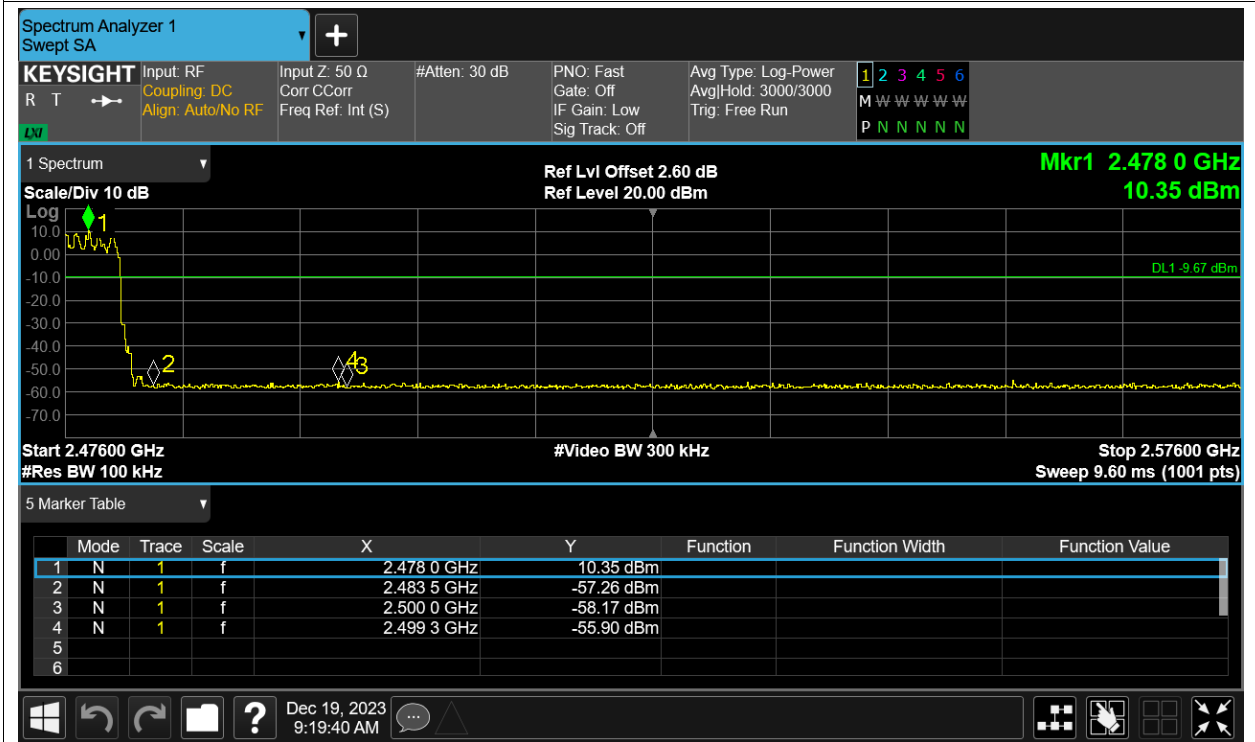 Spectrum Analyzer 1
Swept SA
+
KEYSIGHT
R T
LXI
Input: RF
Coupling: DC
Align: Auto/No RF
Input Z: 50 Ω
Corr CCorr
Freq Ref: Int (S)
#Atten: 30 dB
PNO: Fast
Gate: Off
IF Gain: Low
Sig Track: Off
Avg Type: Log-Power
Avg|Hold: 3000/3000
Trig: Free Run
1 2 3 4 5 6
M W W W W W
P N N N N N
1 Spectrum
Scale/Div 10 dB
Ref Lvl Offset 2.60 dB
Ref Level 20.00 dBm
Mkr1 2.478 0 GHz
10.35 dBm
Log
10.0
0.00
-10.0
-20.0
-30.0
-40.0
-50.0
-60.0
-70.0
1
2
4
3
DL1 -9.67 dBm
Start 2.47600 GHz
#Res BW 100 kHz
#Video BW 300 kHz
Stop 2.57600 GHz
Sweep 9.60 ms (1001 pts)
5 Marker Table
Mode Trace Scale X Y Function Function Width Function Value
1 N 1 f 2.478 0 GHz 10.35 dBm
2 N 1 f 2.483 5 GHz -57.26 dBm
3 N 1 f 2.500 0 GHz -58.17 dBm
4 N 1 f 2.499 3 GHz -55.90 dBm
5
6
?
Dec 19, 2023
9:19:40 AM